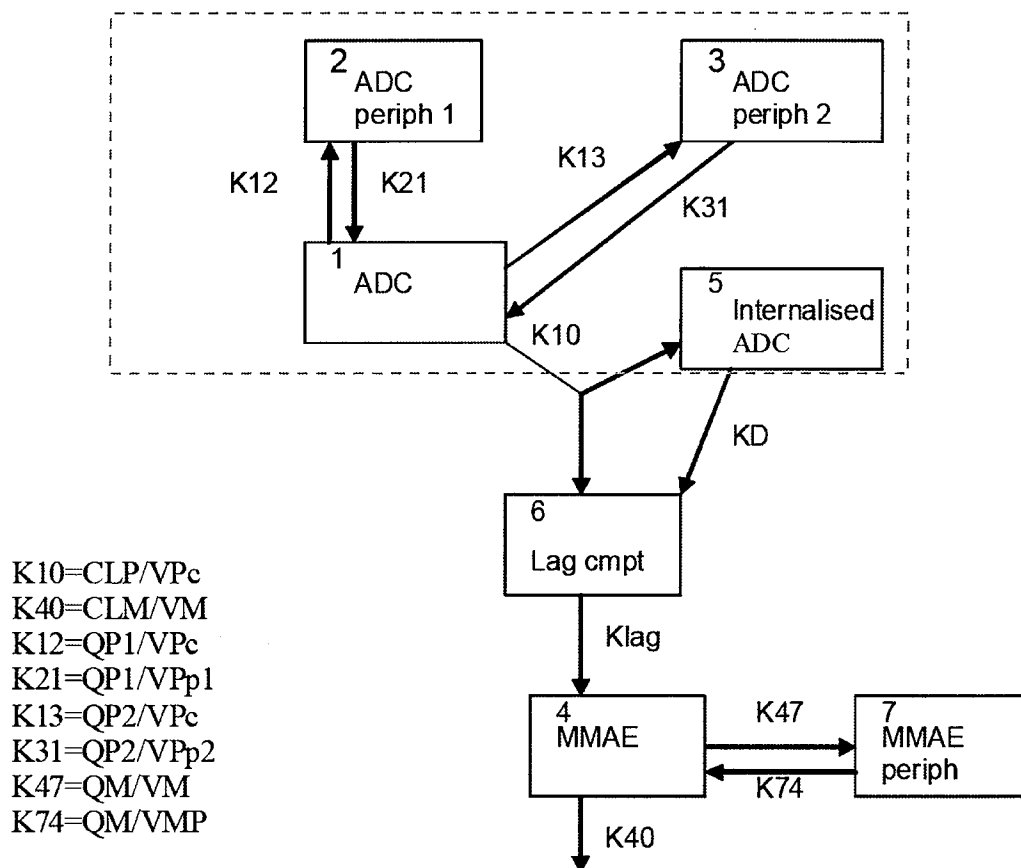 2
ADC
periph 1
3
ADC
periph 2
K12
K21
K13
K31
1
ADC
K10
5
Internalised
ADC
KD
6
Lag cmpt
Klag
4
MMAE
K47
K74
7
MMAE
periph
K40
K10=CLP/VPc
K40=CLM/VM
K12=QP1/VPc
K21=QP1/VPp1
K13=QP2/VPc
K31=QP2/VPp2
K47=QM/VM
K74=QM/VMP